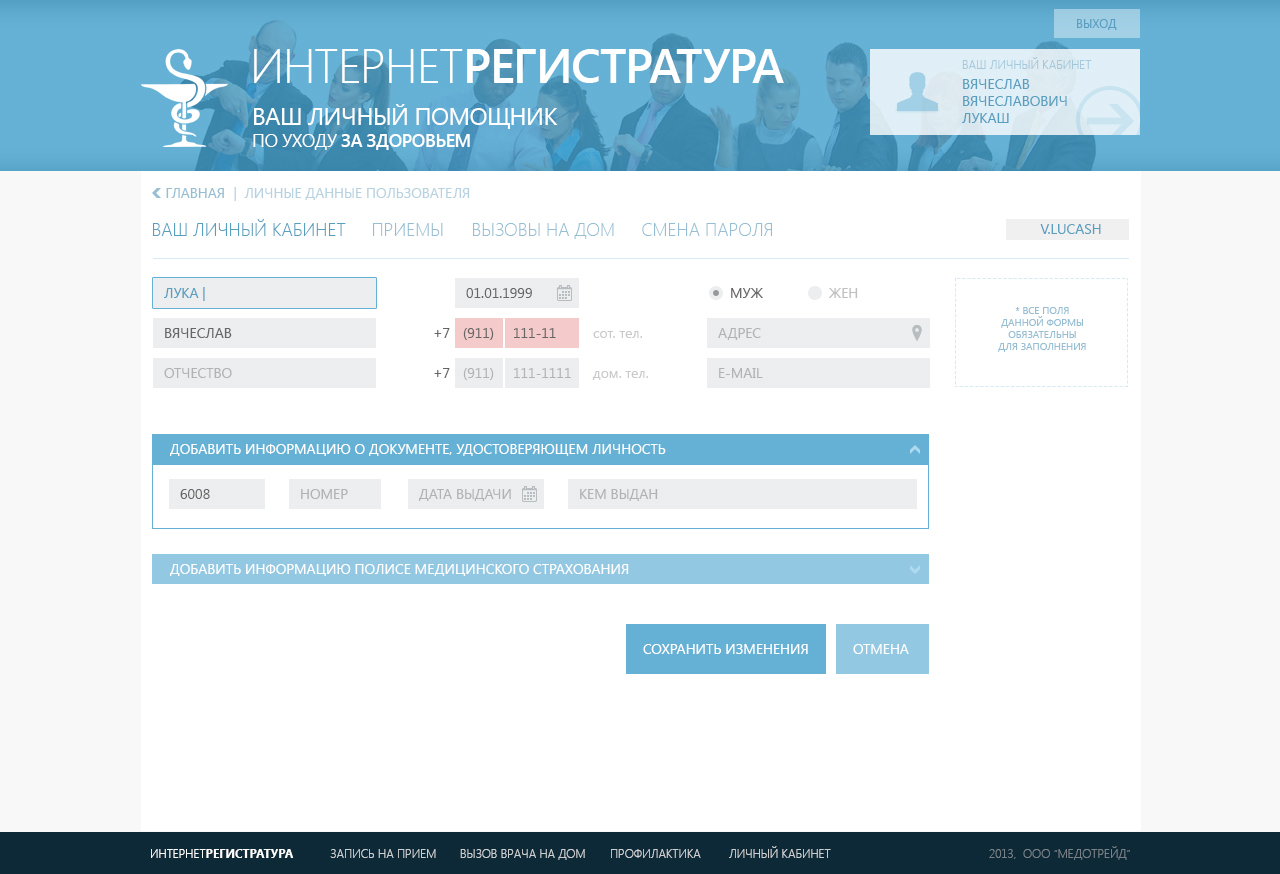 ВЫХОД
ИНТЕРНЕТРЕГИСТРАТУРА
ВАШ ЛИЧНЫЙ ПОМОЩНИК
ПО УХОДУ ЗА ЗДОРОВЬЕМ
ВАШ ЛИЧНЫЙ КАБИНЕТ
ВЯЧЕСЛАВ
ВЯЧЕСЛАВОВИЧ
ЛУКАШ
ГЛАВНАЯ | ЛИЧНЫЕ ДАННЫЕ ПОЛЬЗОВАТЕЛЯ
ВАШ ЛИЧНЫЙ КАБИНЕТ ПРИЕМЫ ВЫЗОВЫ НА ДОМ СМЕНА ПАРОЛЯ V.LUCASH
ЛУКА | 01.01.1999 МУЖ ЖЕН
ВЯЧЕСЛАВ +7 (911) 111-11 сот. тел. АДРЕС
ОТЧЕСТВО +7 (911) 111-1111 дом. тел. E-MAIL
* ВСЕ ПОЛЯ
ДАННОЙ ФОРМЫ
ОБЯЗАТЕЛЬНЫ
ДЛЯ ЗАПОЛНЕНИЯ
ДОБАВИТЬ ИНФОРМАЦИЮ О ДОКУМЕНТЕ, УДОСТОВЕРЯЮЩЕМ ЛИЧНОСТЬ
6008 НОМЕР ДАТА ВЫДАЧИ КЕМ ВЫДАН
ДОБАВИТЬ ИНФОРМАЦИЮ ПОЛИСЕ МЕДИЦИНСКОГО СТРАХОВАНИЯ
СОХРАНИТЬ ИЗМЕНЕНИЯ ОТМЕНА
ИНТЕРНЕТРЕГИСТРАТУРА ЗАПИСЬ НА ПРИЕМ ВЫЗОВ ВРАЧА НА ДОМ ПРОФИЛАКТИКА ЛИЧНЫЙ КАБИНЕТ 2013, ООО "МЕДОТРЕЙД"